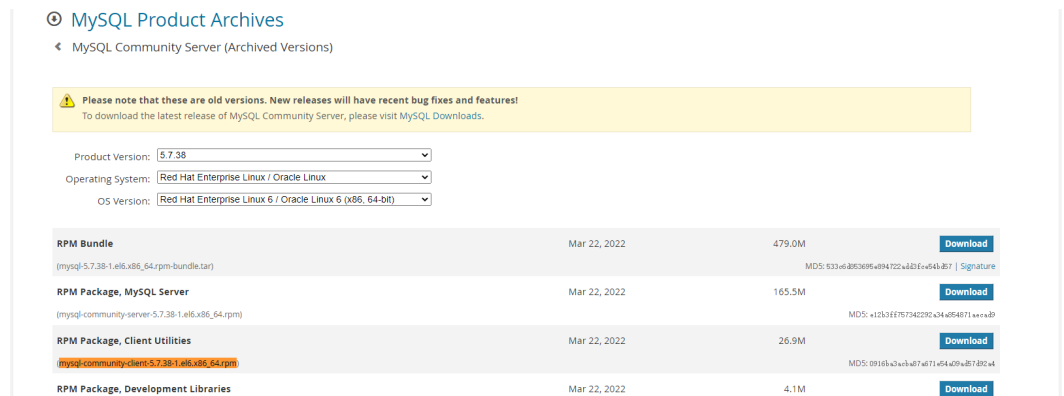 MySQL Product Archives
MySQL Community Server (Archived Versions)
Please note that these are old versions. New releases will have recent bug fixes and features!
To download the latest release of MySQL Community Server, please visit MySQL Downloads.
Product Version: 5.7.38
Operating System: Red Hat Enterprise Linux / Oracle Linux
OS Version: Red Hat Enterprise Linux 6 / Oracle Linux 6 (x86, 64-bit)
RPM Bundle Mar 22, 2022 479.0M Download
(mysql-5.7.38-1.el6.x86_64.rpm-bundle.tar) MD5: | Signature
RPM Package, MySQL Server Mar 22, 2022 165.5M Download
(mysql-community-server-5.7.38-1.el6.x86_64.rpm) MD5: e12b3ff757342292a34a854871aecad9
RPM Package, Client Utilities Mar 22, 2022 26.9M Download
(mysql-community-client-5.7.38-1.el6.x86_64.rpm) MD5: 0916ba3acba87a671e54a09ad57d92a4
RPM Package, Development Libraries Mar 22, 2022 4.1M Download